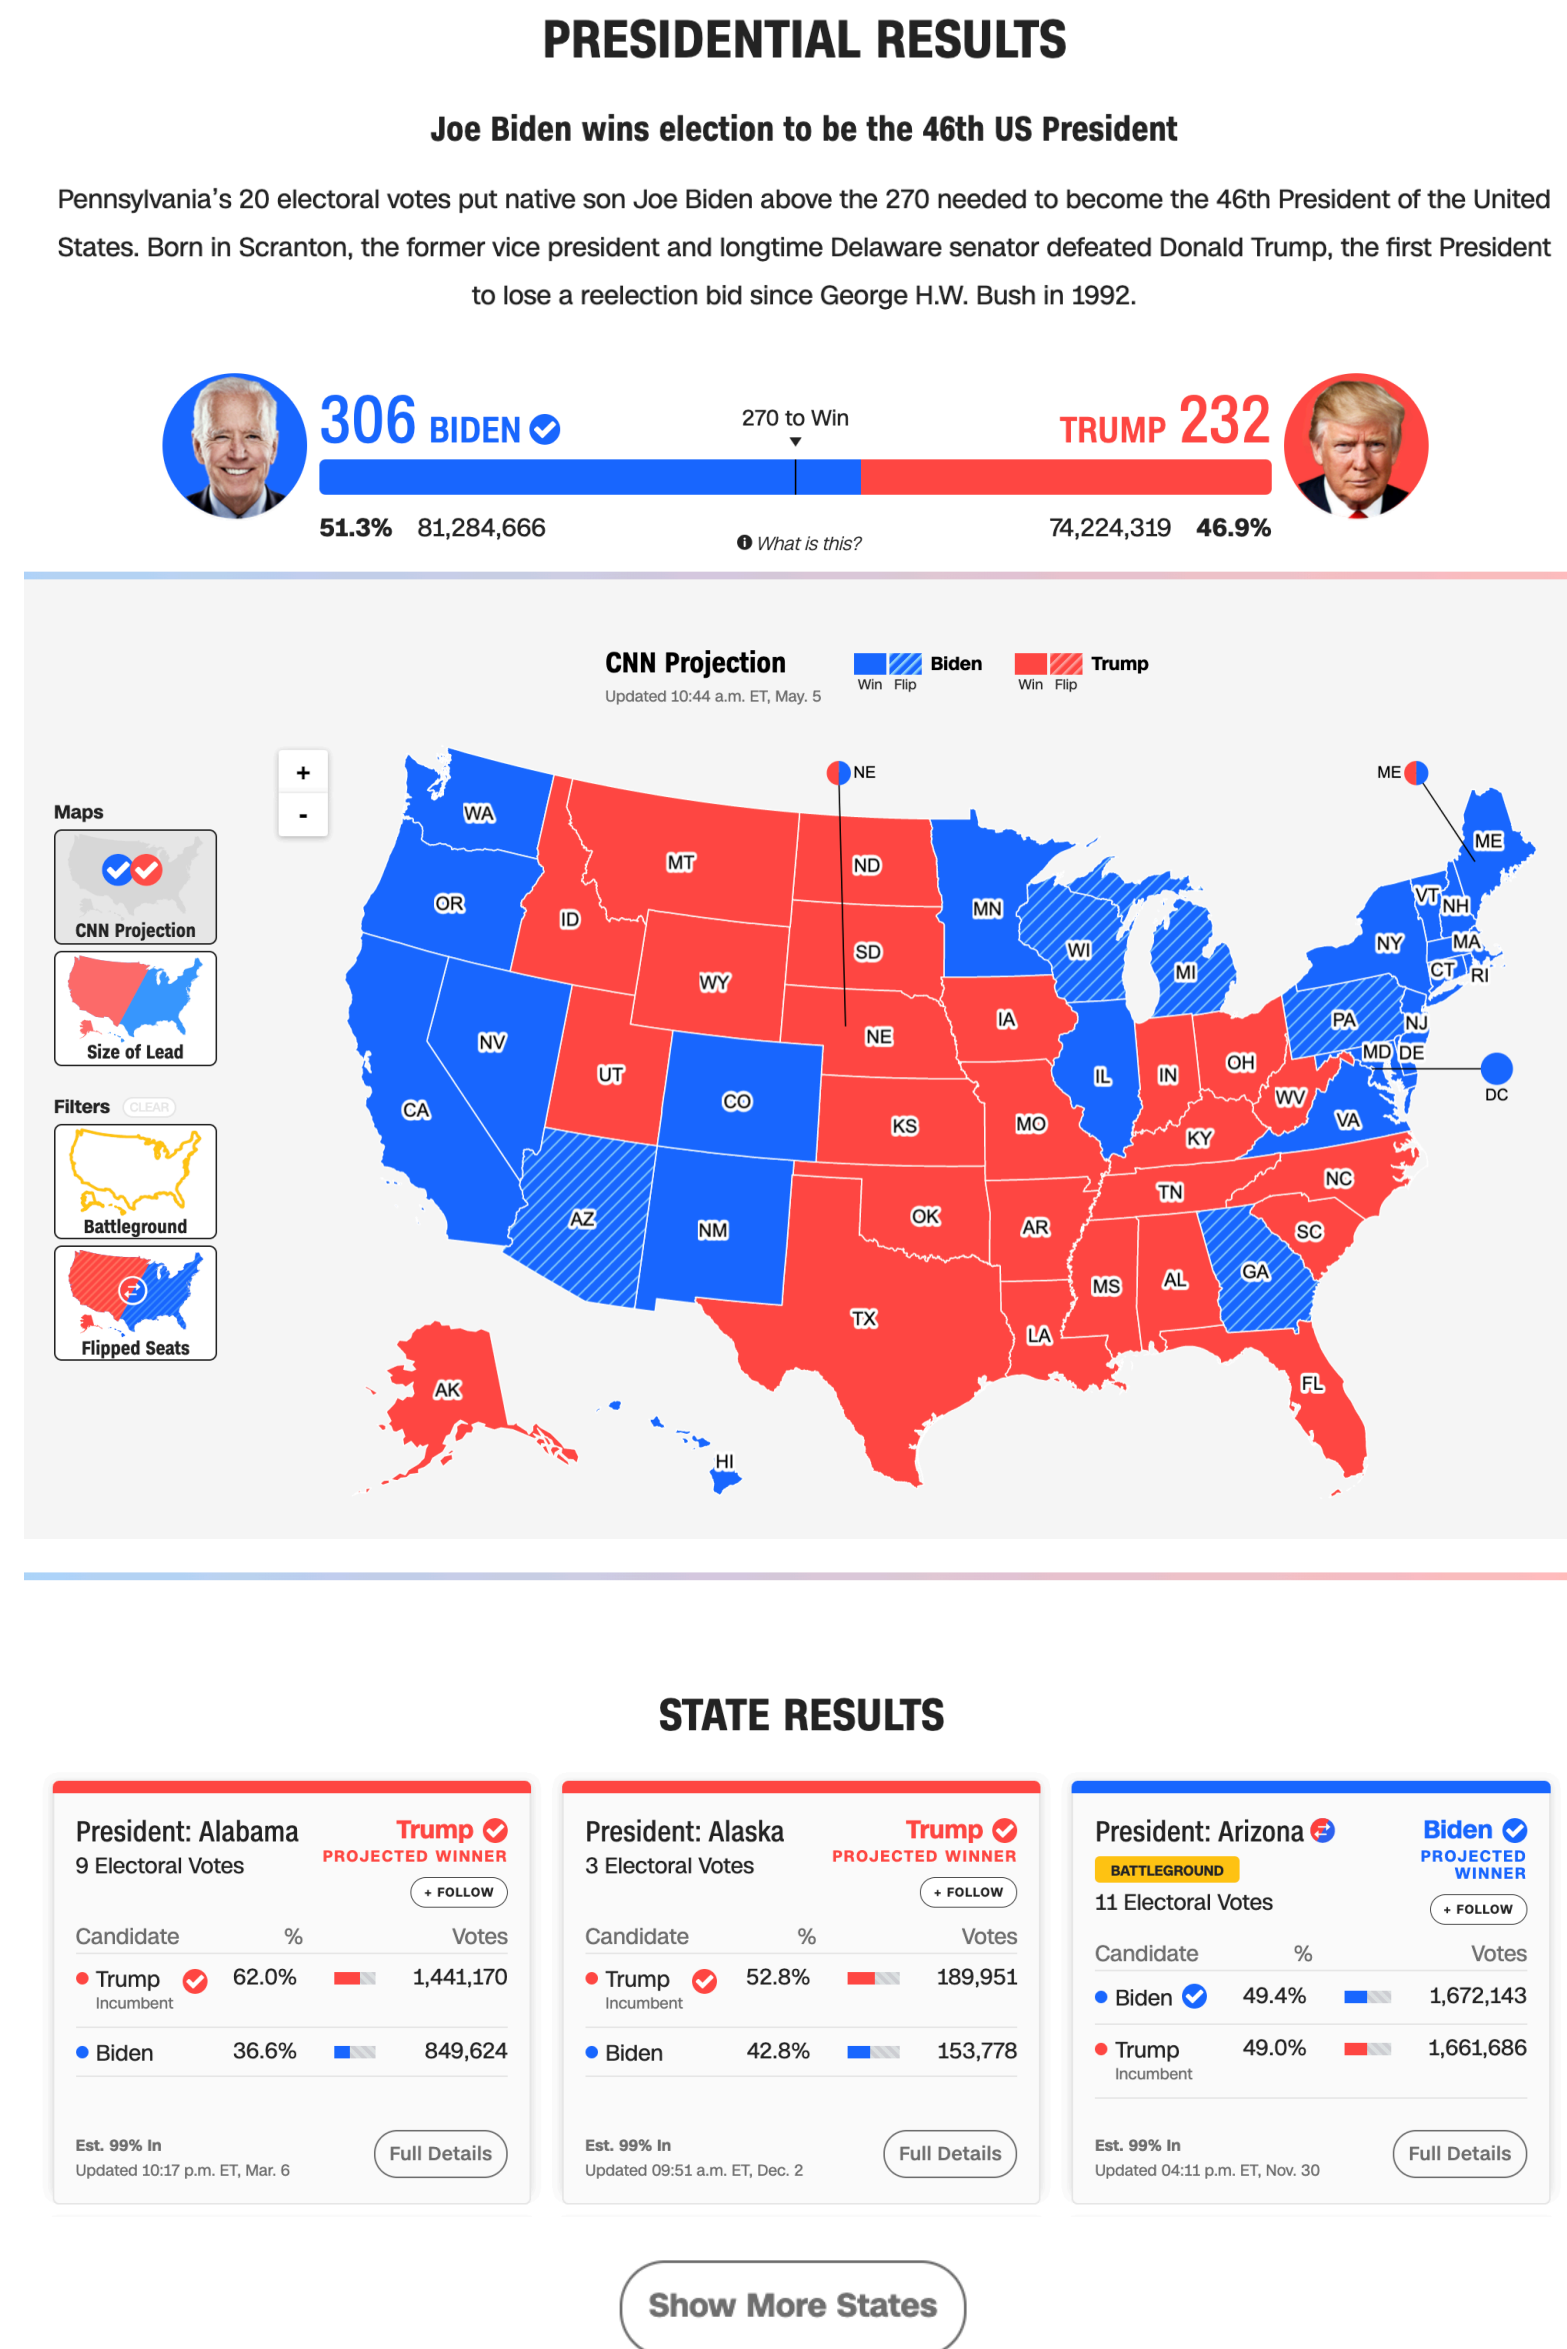 PRESIDENTIAL RESULTS
Joe Biden wins election to be the 46th US President
Pennsylvania's 20 electoral votes put native son Joe Biden above the 270 needed to become the 46th President of the United
States. Born in Scranton, the former vice president and longtime Delaware senator defeated Donald Trump, the first President
to lose a reelection bid since George H.W. Bush in 1992.
306 BIDEN
270 to Win
TRUMP 232
51.3% 81,284,666
What is this?
74,224,319 46.9%
CNN Projection
Updated 10:44 a.m. ET, May. 5
Win Flip Biden
Win Flip Trump
+
-
Maps
CNN Projection
Size of Lead
Filters CLEAR
Battleground
Flipped Seats
NE
ME
WA
MT
ND
ME
OR
ID
MN
VT
NH
SD
WI
NY
MA
WY
MI
CT
RI
NV
NE
IA
PA
NJ
UT
IL
IN
OH
MD
DE
DC
CA
CO
KS
MO
WV
VA
KY
AZ
NM
OK
AR
TN
NC
SC
TX
LA
MS
AL
GA
FL
AK
HI
STATE RESULTS
President: Alabama
9 Electoral Votes
Trump
PROJECTED WINNER
+ FOLLOW
Candidate % Votes
Trump 62.0% 1,441,170
Incumbent
Biden 36.6% 849,624
Est. 99% In
Updated 10:17 p.m. ET, Mar. 6
Full Details
President: Alaska
3 Electoral Votes
Trump
PROJECTED WINNER
+ FOLLOW
Candidate % Votes
Trump 52.8% 189,951
Incumbent
Biden 42.8% 153,778
Est. 99% In
Updated 09:51 a.m. ET, Dec. 2
Full Details
President: Arizona
BATTLEGROUND
11 Electoral Votes
Biden
PROJECTED
WINNER
+ FOLLOW
Candidate % Votes
Biden 49.4% 1,672,143
Trump 49.0% 1,661,686
Incumbent
Est. 99% In
Updated 04:11 p.m. ET, Nov. 30
Full Details
Show More States